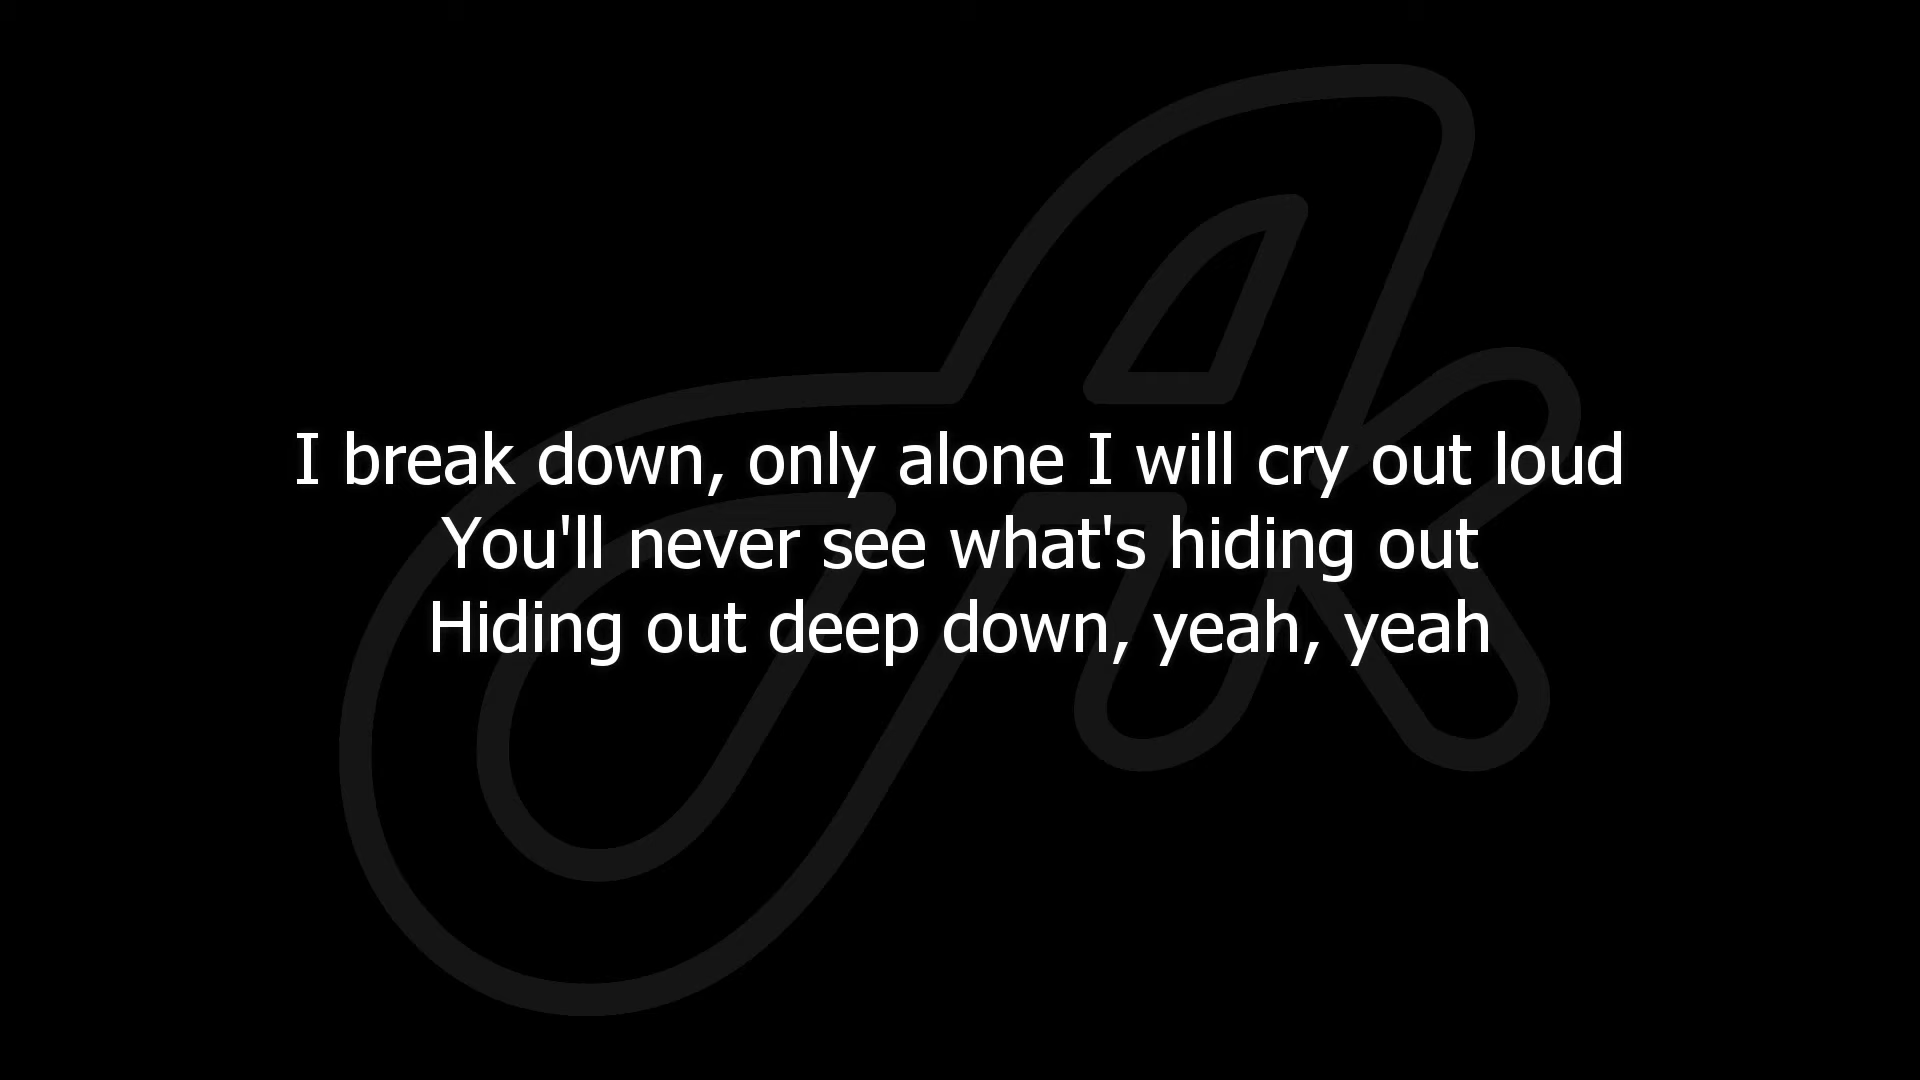 I break down, only alone I will cry out loud
You'll never see what's hiding out
Hiding out deep down, yeah, yeah